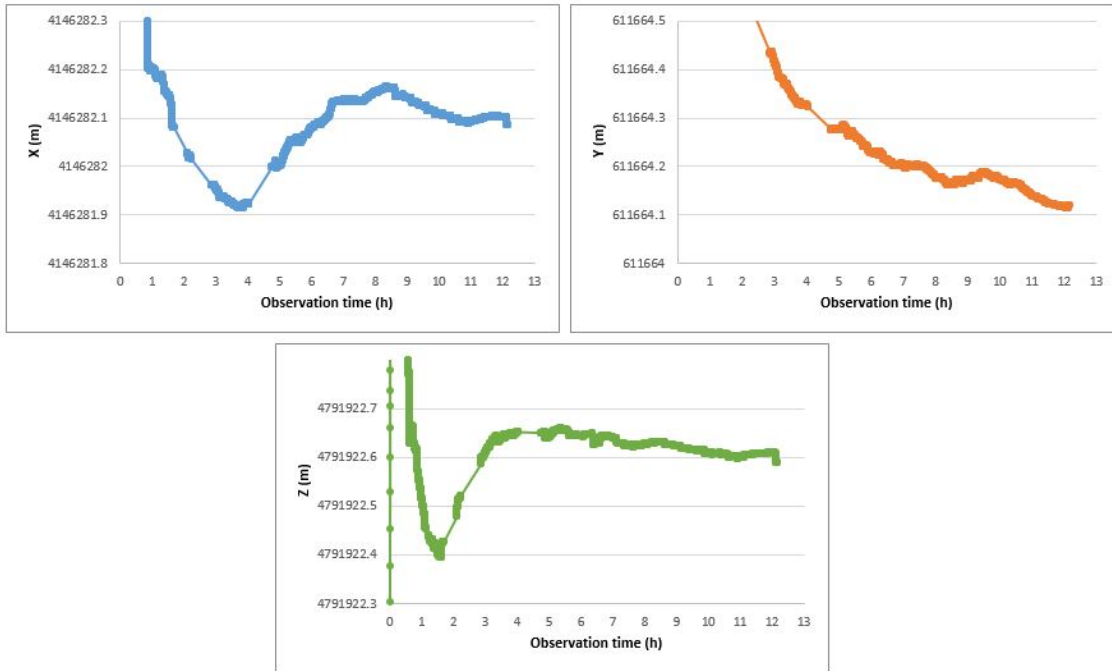 4146282.3
4146282.2
4146282.1
4146282
4146281.9
4146281.8
X (m)
0 1 2 3 4 5 6 7 8 9 10 11 12 13
Observation time (h)
611664.5
611664.4
611664.3
611664.2
611664.1
611664
Y (m)
0 1 2 3 4 5 6 7 8 9 10 11 12 13
Observation time (h)
4791922.7
4791922.6
4791922.5
4791922.4
4791922.3
Z (m)
0 1 2 3 4 5 6 7 8 9 10 11 12 13
Observation time (h)